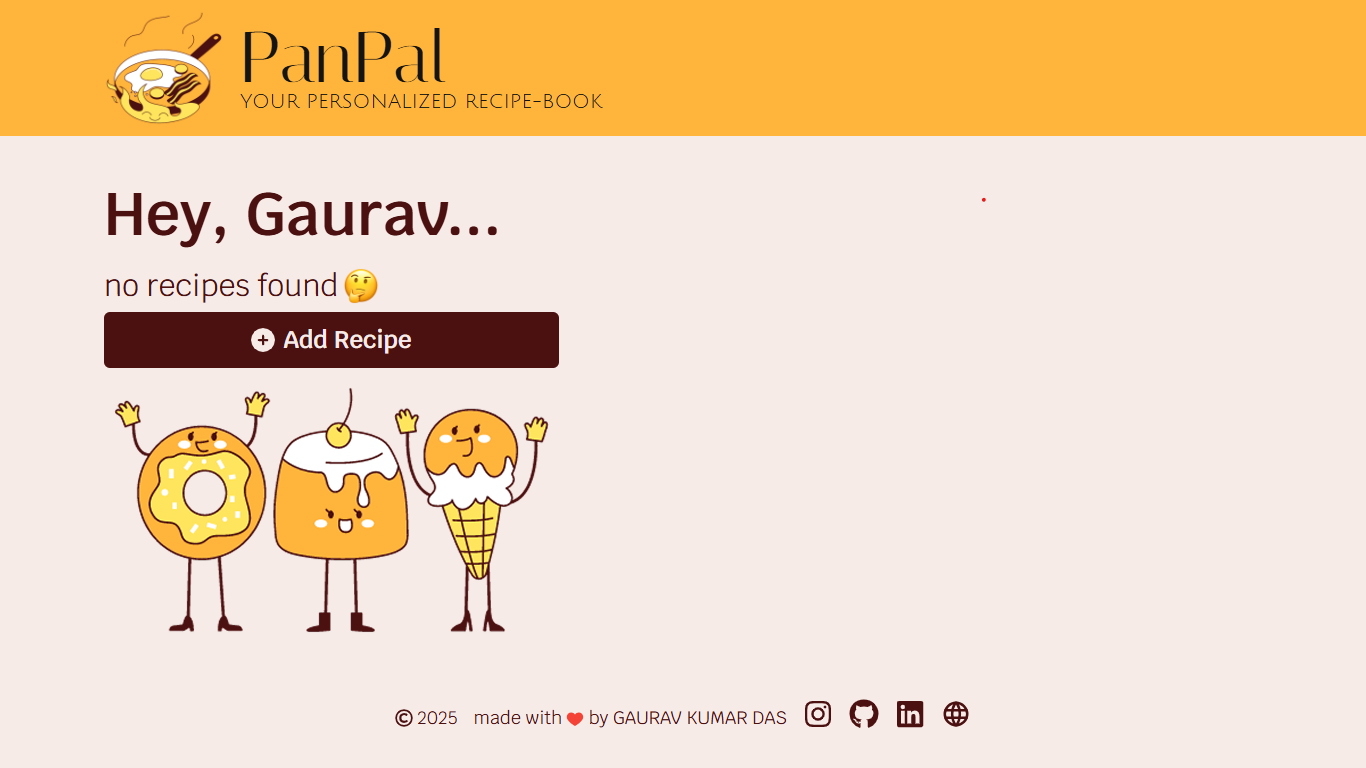 PanPal
YOUR PERSONALIZED RECIPE-BOOK
Hey, Gaurav...
no recipes found 🤔
Add Recipe
© 2025 made with ❤ by GAURAV KUMAR DAS